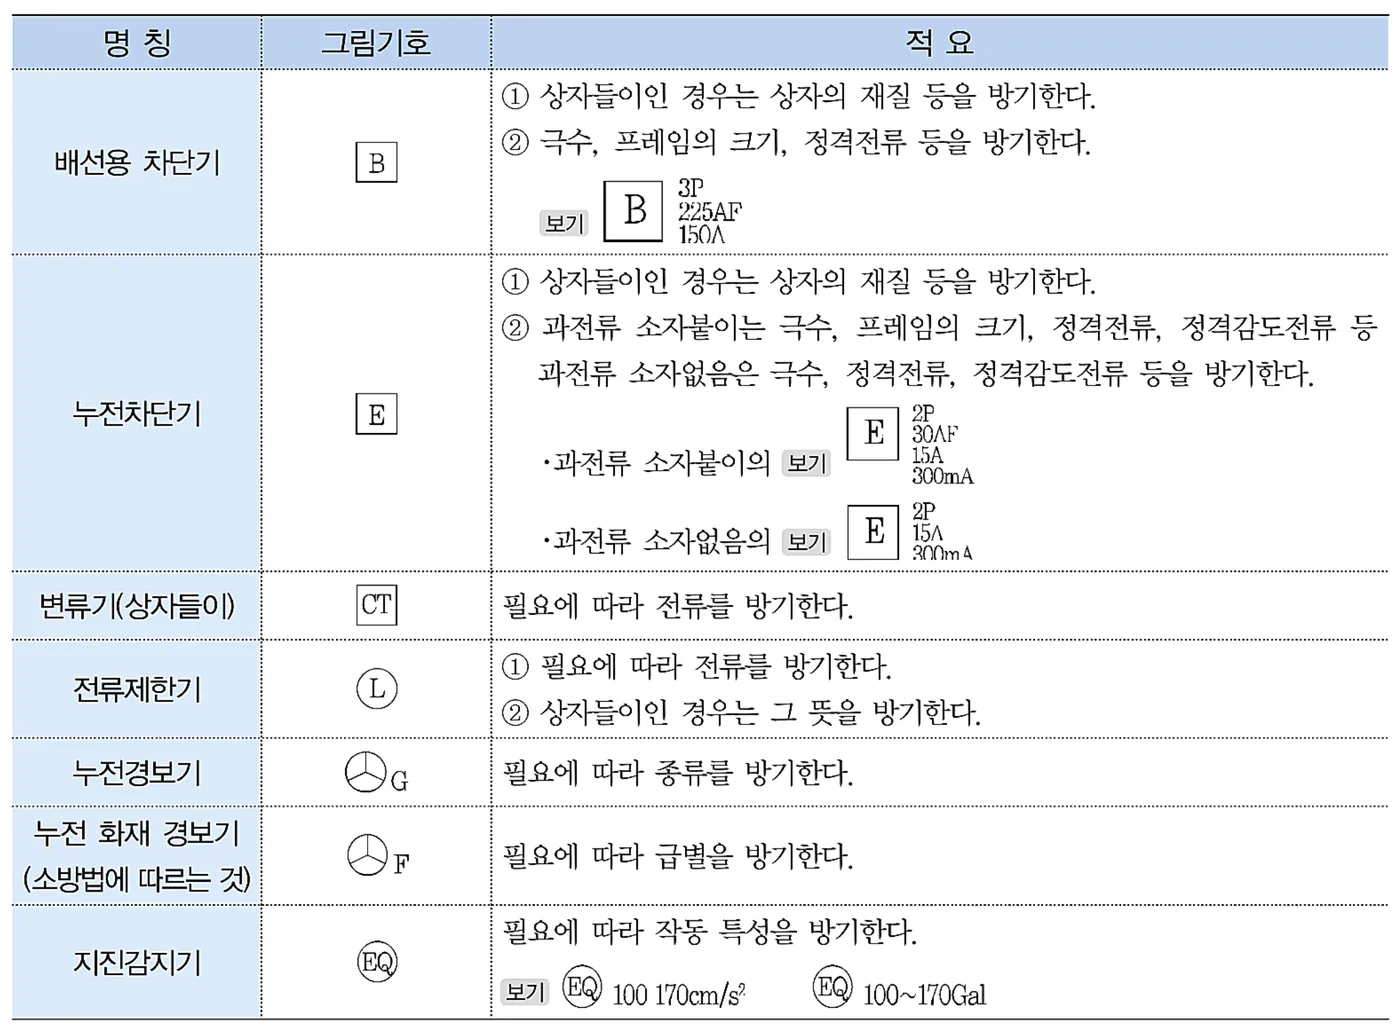 명 칭 그림기호 적 요
배선용 차단기 B ① 상자들이인 경우는 상자의 재질 등을 방기한다.
② 극수, 프레임의 크기, 정격전류 등을 방기한다.
보기 B 3P
225AF
150A
누전차단기 E ① 상자들이인 경우는 상자의 재질 등을 방기한다.
② 과전류 소자붙이는 극수, 프레임의 크기, 정격전류, 정격감도전류 등
과전류 소자없음은 극수, 정격전류, 정격감도전류 등을 방기한다.
·과전류 소자붙이의 보기 E 2P
30AF
15A
300mA
·과전류 소자없음의 보기 E 2P
15A
300mA
변류기(상자들이) CT 필요에 따라 전류를 방기한다.
전류제한기 L ① 필요에 따라 전류를 방기한다.
② 상자들이인 경우는 그 뜻을 방기한다.
누전경보기 G 필요에 따라 종류를 방기한다.
누전 화재 경보기
(소방법에 따르는 것) F 필요에 따라 급별을 방기한다.
지진감지기 EQ 필요에 따라 작동 특성을 방기한다.
보기 EQ 100 170cm/s² EQ 100~170Gal